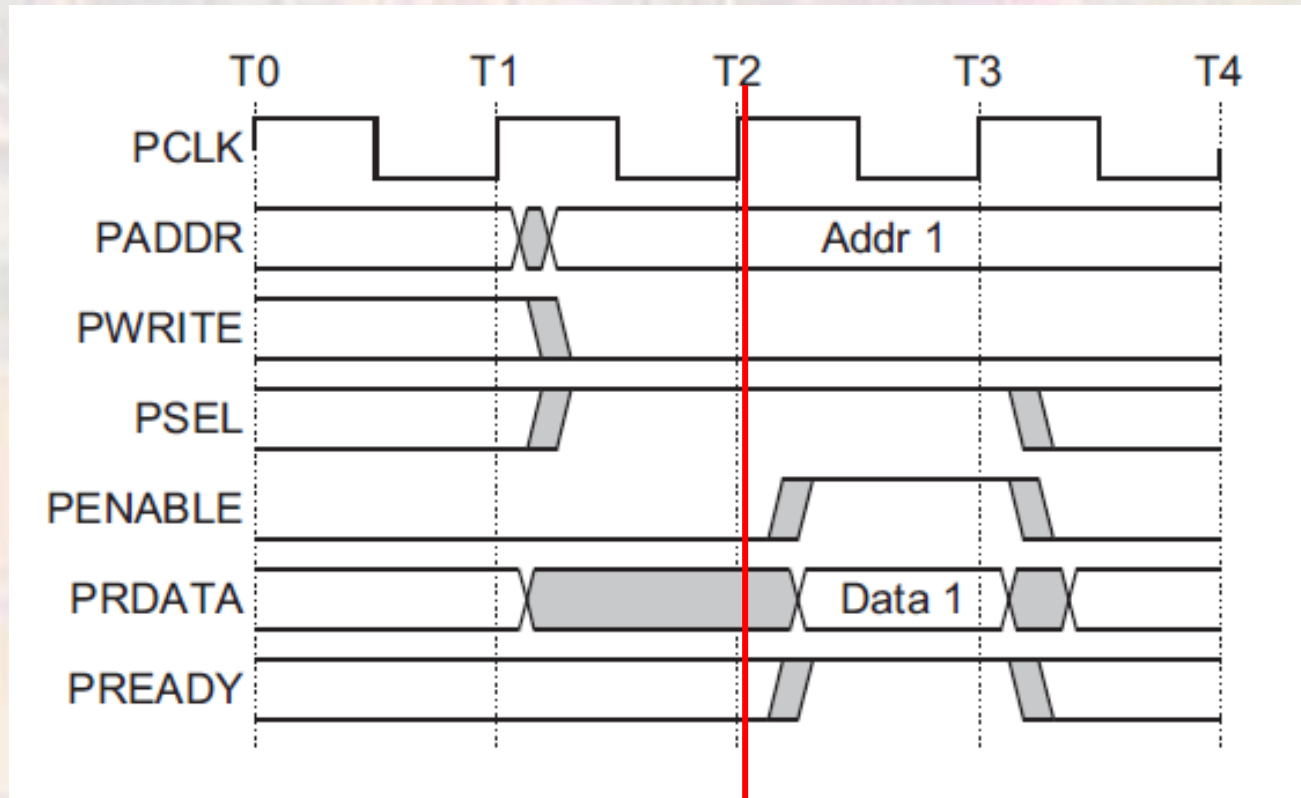 T0 T1 T2 T3 T4
PCLK
PADDR Addr 1
PWRITE
PSEL
PENABLE
PRDATA Data 1
PREADY